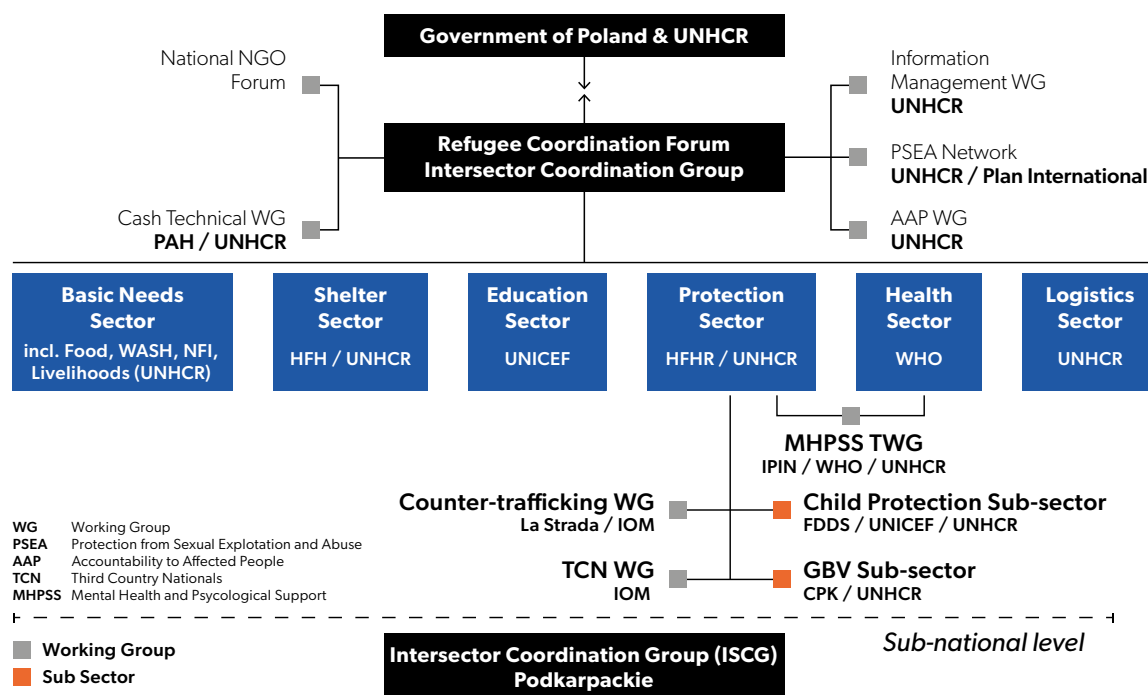 Government of Poland & UNHCR
National NGO
Forum
Information
Management WG
UNHCR
Refugee Coordination Forum
Intersector Coordination Group
PSEA Network
UNHCR / Plan International
Cash Technical WG
PAH / UNHCR
AAP WG
UNHCR
Basic Needs
Sector
incl. Food, WASH, NFI,
Livelihoods (UNHCR)
Shelter
Sector
HFH / UNHCR
Education
Sector
UNICEF
Protection
Sector
HFHR / UNHCR
Health
Sector
WHO
Logistics
Sector
UNHCR
MHPSS TWG
IPIN / WHO / UNHCR
Counter-trafficking WG
La Strada / IOM
Child Protection Sub-sector
FDDS / UNICEF / UNHCR
TCN WG
IOM
GBV Sub-sector
CPK / UNHCR
WG Working Group
PSEA Protection from Sexual Explotation and Abuse
AAP Accountability to Affected People
TCN Third Country Nationals
MHPSS Mental Health and Psycological Support
Sub-national level
Working Group
Sub Sector
Intersector Coordination Group (ISCG)
Podkarpackie